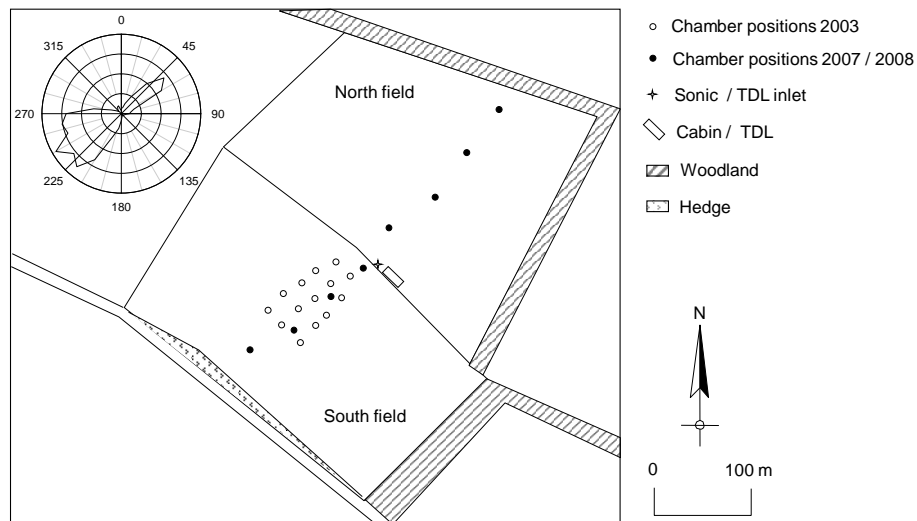 0
315
45
270
90
225
135
180
North field
South field
Chamber positions 2003
Chamber positions 2007 / 2008
Sonic / TDL inlet
Cabin / TDL
Woodland
Hedge
N
0
100 m